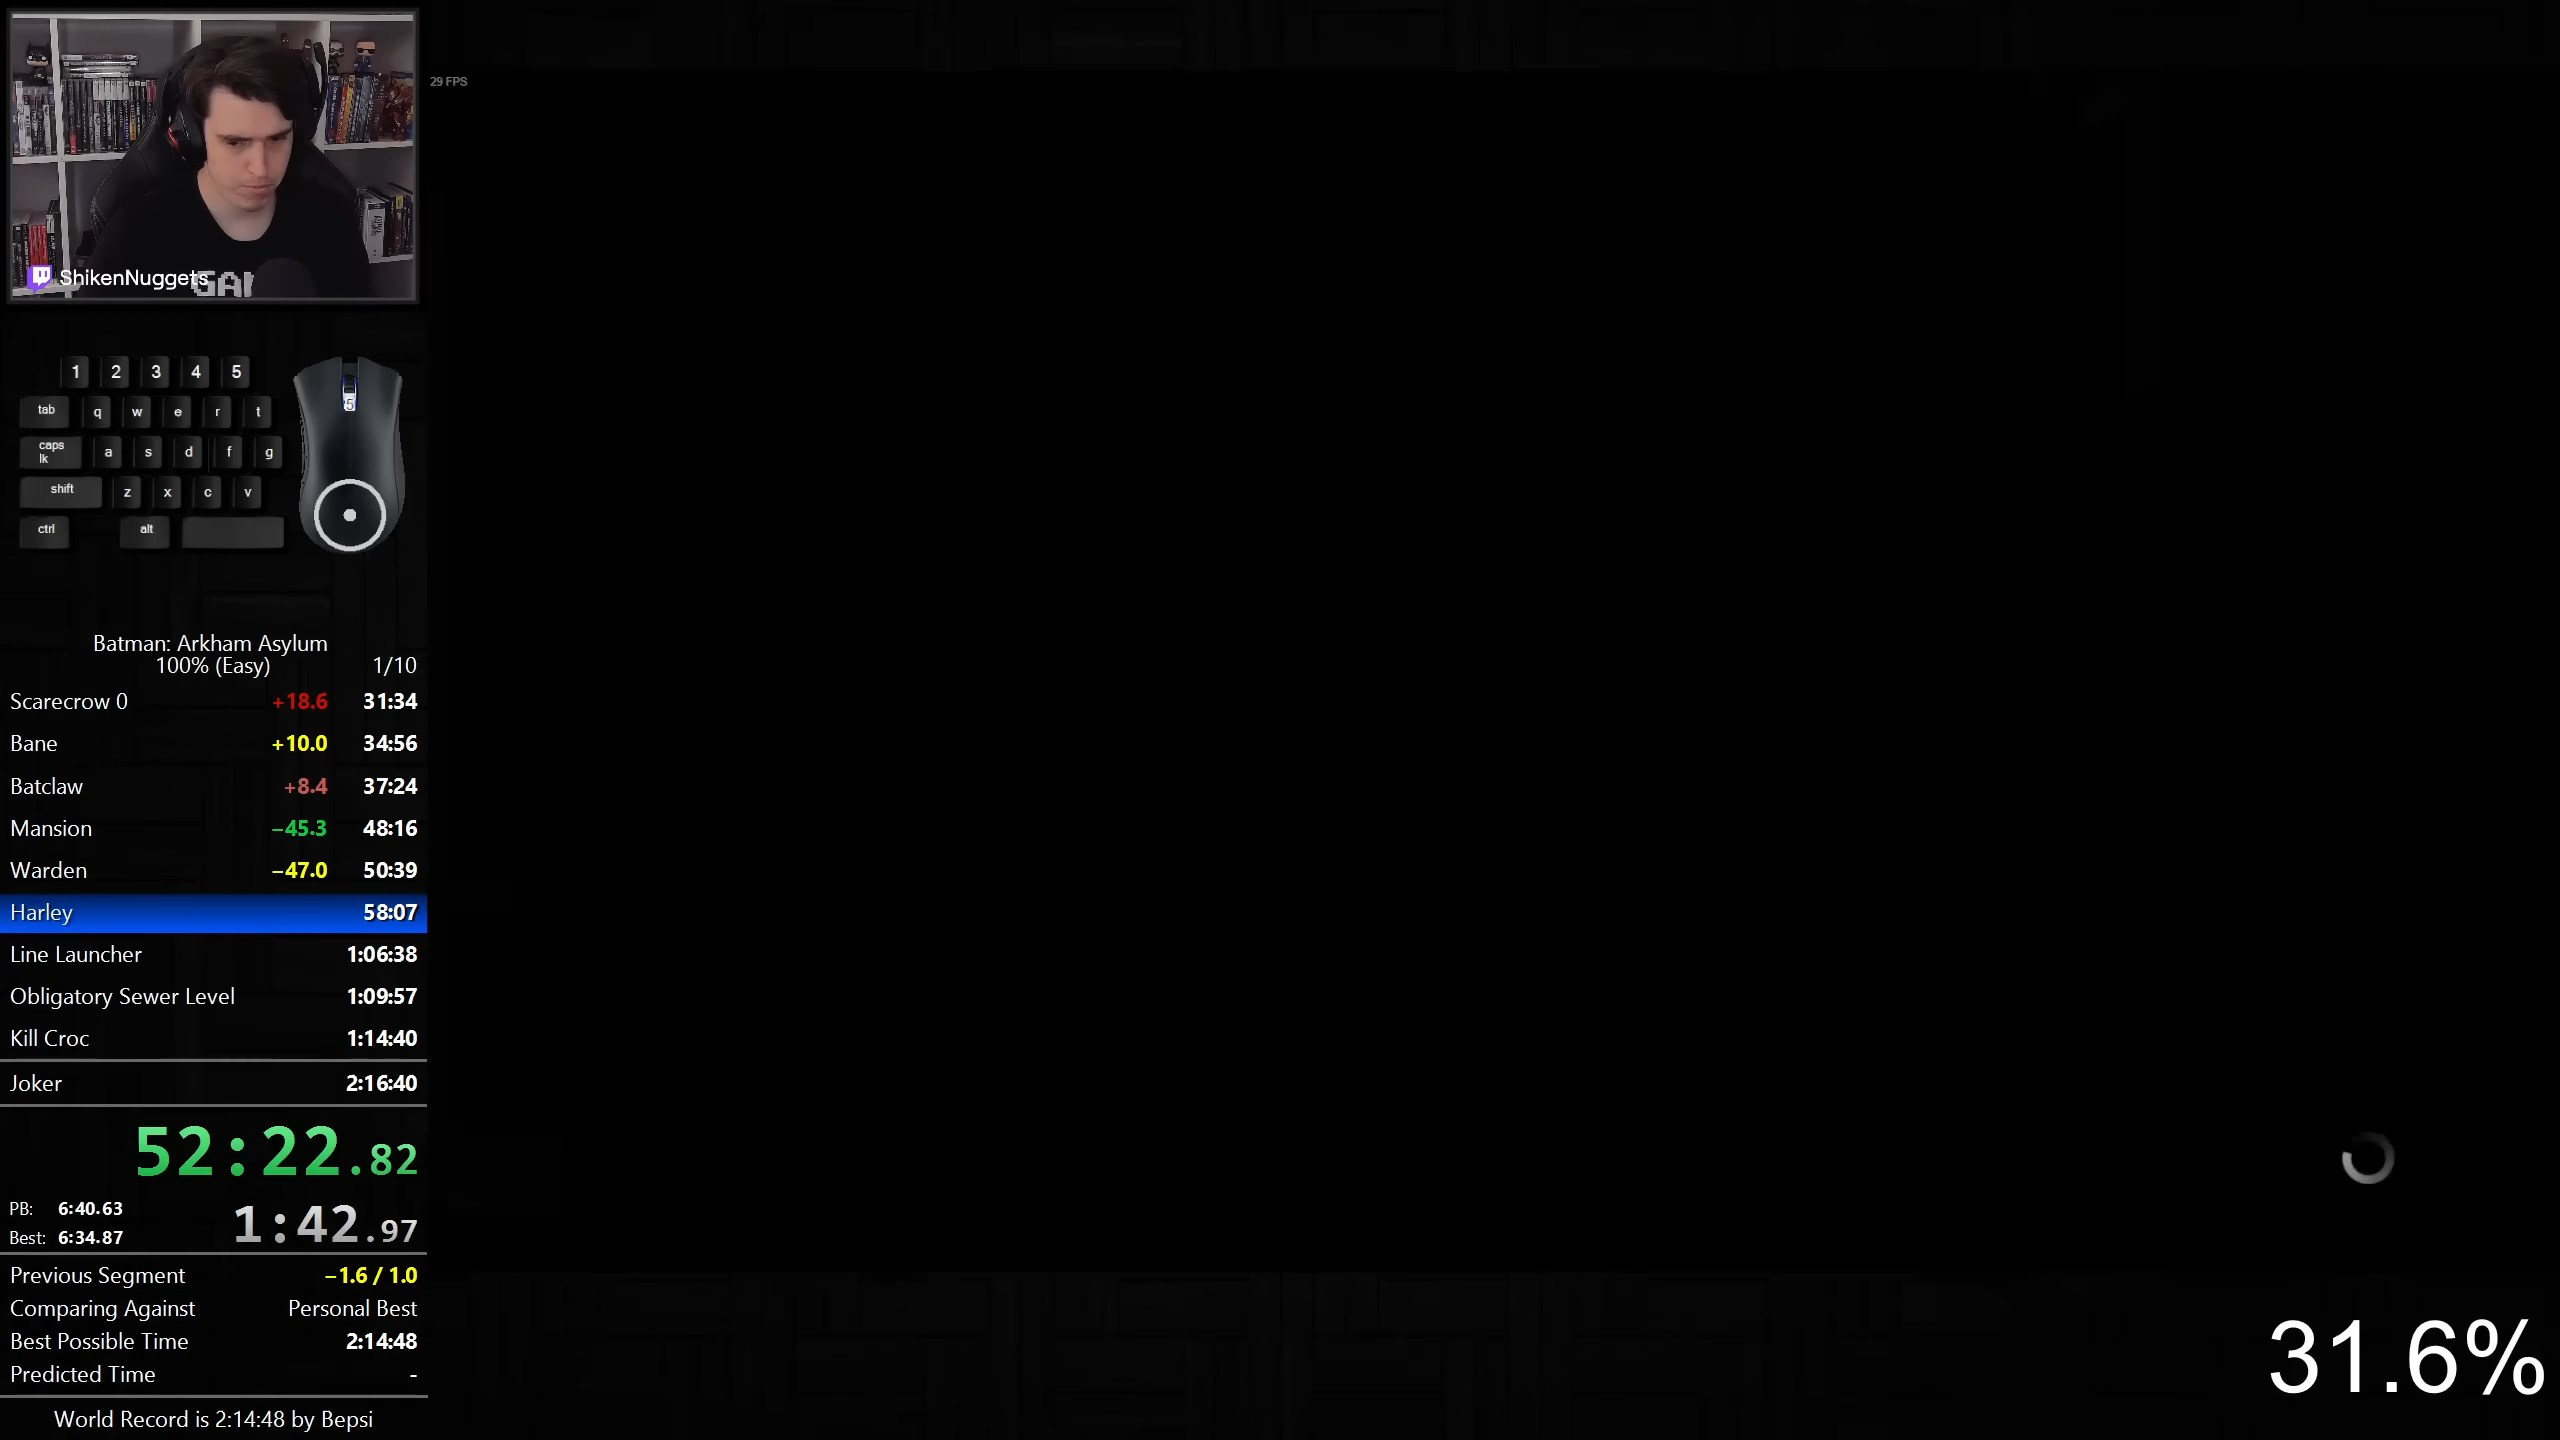 29 FPS
ShikenNuggets
1 2 3 4 5
tab q w e r t
caps lk a s d f g
shift z x c v
ctrl alt
Batman: Arkham Asylum
100% (Easy) 1/10
Scarecrow 0 +18.6 31:34
Bane +10.0 34:56
Batclaw +8.4 37:24
Mansion −45.3 48:16
Warden −47.0 50:39
Harley 58:07
Line Launcher 1:06:38
Obligatory Sewer Level 1:09:57
Kill Croc 1:14:40
Joker 2:16:40
52:22.82
PB: 6:40.63
Best: 6:34.87
1:42.97
Previous Segment −1.6 / 1.0
Comparing Against Personal Best
Best Possible Time 2:14:48
Predicted Time -
World Record is 2:14:48 by Bepsi
31.6%